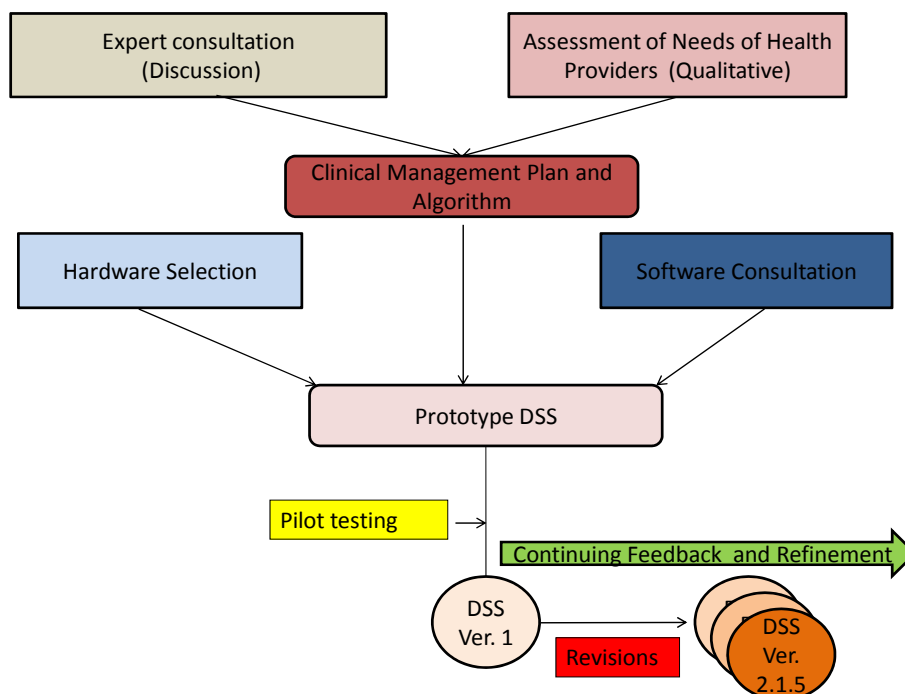 Expert consultation
(Discussion)
Assessment of Needs of Health
Providers (Qualitative)
Clinical Management Plan and
Algorithm
Hardware Selection
Software Consultation
Prototype DSS
Pilot testing
Continuing Feedback and Refinement
DSS
Ver. 1
Revisions
DSS
Ver.
2.1.5